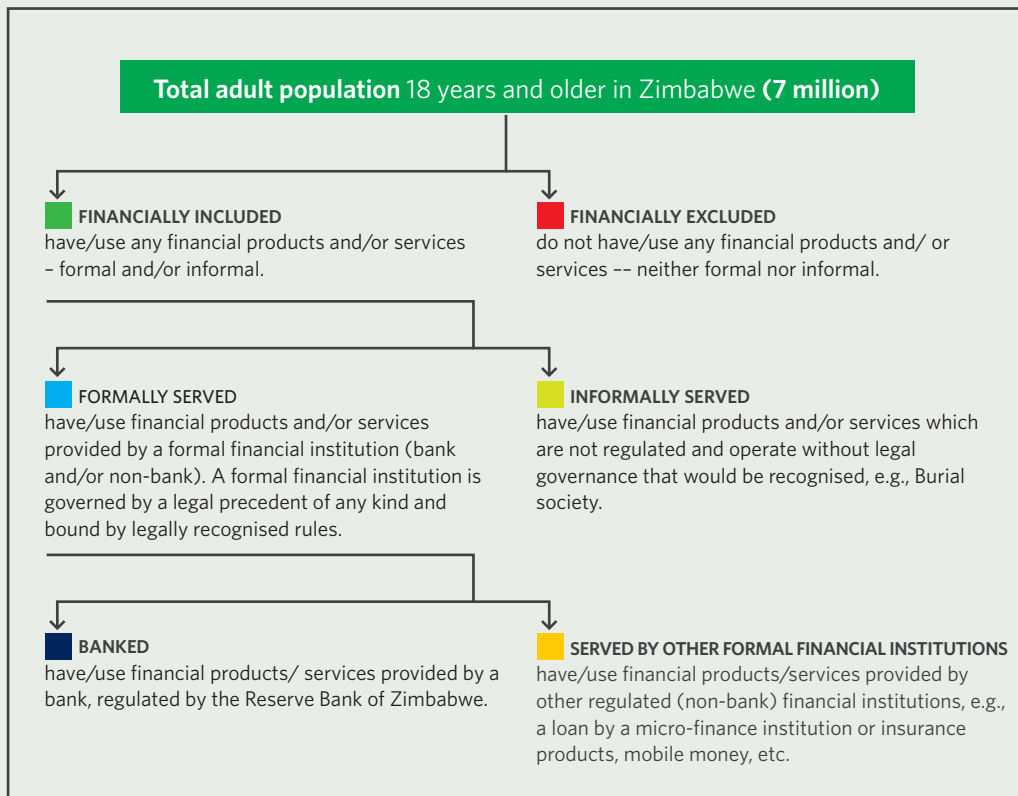 Total adult population 18 years and older in Zimbabwe (7 million)
FINANCIALLY INCLUDED
have/use any financial products and/or services
– formal and/or informal.
FINANCIALLY EXCLUDED
do not have/use any financial products and/ or
services –– neither formal nor informal.
FORMALLY SERVED
have/use financial products and/or services
provided by a formal financial institution (bank
and/or non-bank). A formal financial institution is
governed by a legal precedent of any kind and
bound by legally recognised rules.
INFORMALLY SERVED
have/use financial products and/or services which
are not regulated and operate without legal
governance that would be recognised, e.g., Burial
society.
BANKED
have/use financial products/ services provided by a
bank, regulated by the Reserve Bank of Zimbabwe.
SERVED BY OTHER FORMAL FINANCIAL INSTITUTIONS
have/use financial products/services provided by
other regulated (non-bank) financial institutions, e.g.,
a loan by a micro-finance institution or insurance
products, mobile money, etc.